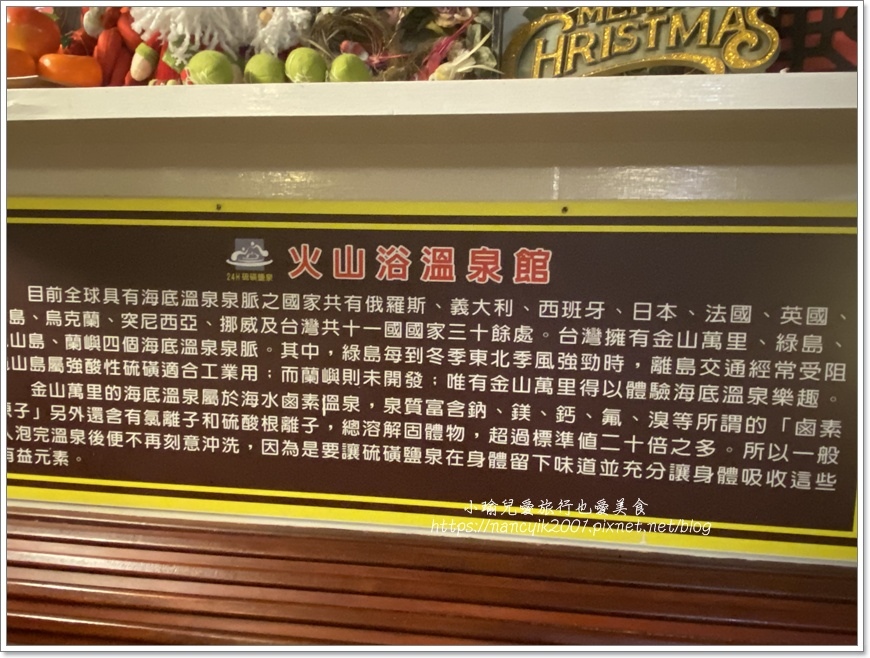 MERRY
CHRISTMAS
24H 硫磺鹽泉
火山浴溫泉館
目前全球具有海底溫泉泉脈之國家共有俄羅斯、義大利、西班牙、日本、法國、英國、
島、烏克蘭、突尼西亞、挪威及台灣共十一國國家三十餘處。台灣擁有金山萬里、綠島、
山島、蘭嶼四個海底溫泉泉脈。其中，綠島每到冬季東北季風強勁時，離島交通經常受阻
山島屬強酸性硫磺適合工業用；而蘭嶼則未開發；唯有金山萬里得以體驗海底溫泉樂趣。
金山萬里的海底溫泉屬於海水鹵素溫泉，泉質富含鈉、鎂、鈣、氟、溴等所謂的「鹵素
子」另外還含有氯離子和硫酸根離子，總溶解固體物，超過標準值二十倍之多。所以一般
人泡完溫泉後便不再刻意沖洗，因為是要讓硫磺鹽泉在身體留下味道並充分讓身體吸收這些
有益元素。
小瑜兒愛旅行也愛美食
https://nancyik2001.pixnet.net/blog